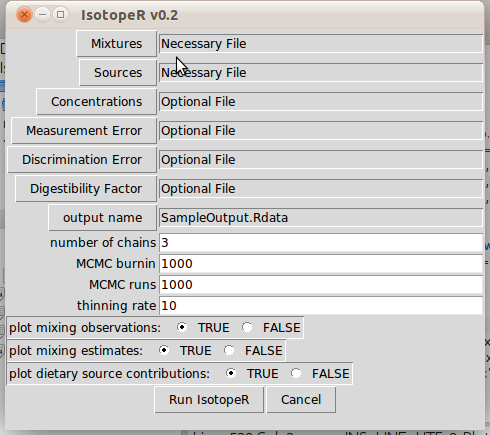 IsotopeR v0.2
Mixtures Necessary File
Sources Necessary File
Concentrations Optional File
Measurement Error Optional File
Discrimination Error Optional File
Digestibility Factor Optional File
output name SampleOutput.Rdata
number of chains 3
MCMC burnin 1000
MCMC runs 1000
thinning rate 10
plot mixing observations: TRUE FALSE
plot mixing estimates: TRUE FALSE
plot dietary source contributions: TRUE FALSE
Run IsotopeR Cancel